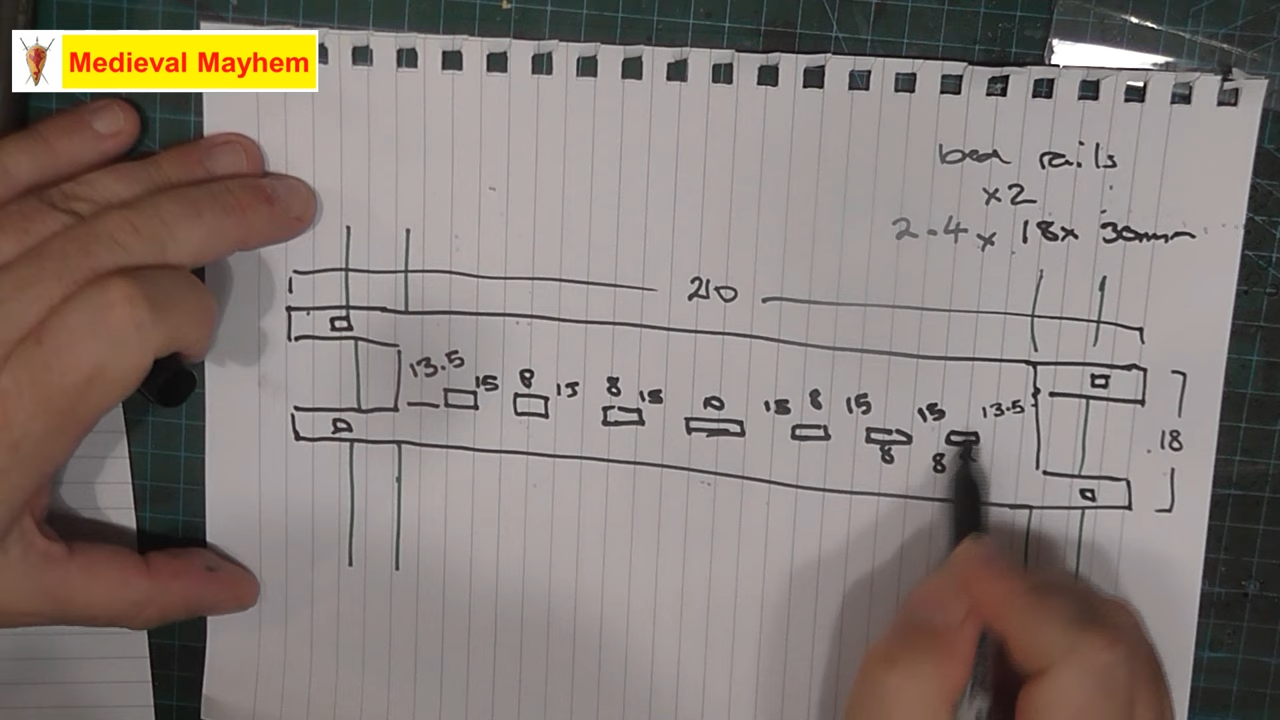 Medieval Mayhem
bed rails
x2
2.4 x 18 x 30mm
210
13.5 15 8 15 8 15 10 15 8 15 8 15 8 13.5
18